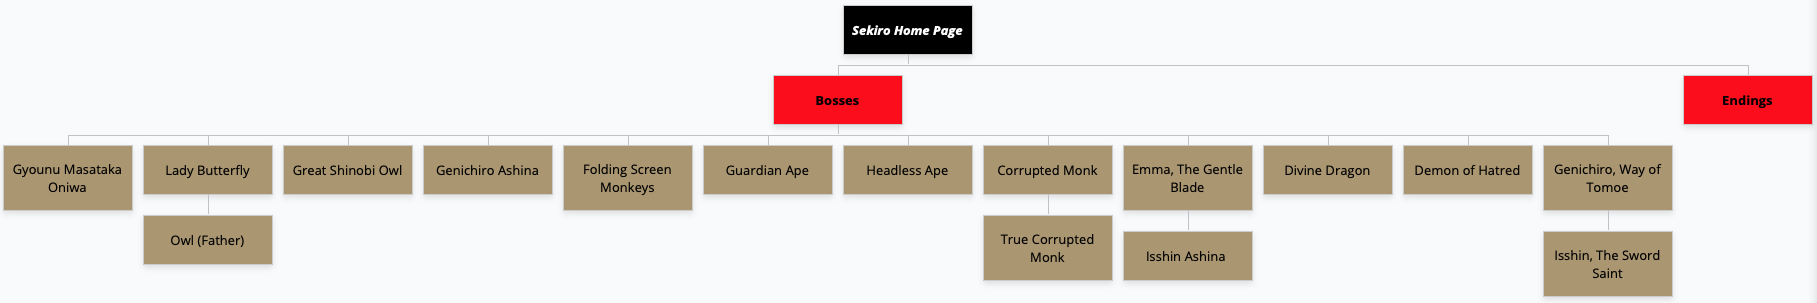 Sekiro Home Page
Bosses
Endings
Gyounu Masataka
Oniwa
Lady Butterfly
Great Shinobi Owl
Genichiro Ashina
Folding Screen
Monkeys
Guardian Ape
Headless Ape
Corrupted Monk
Emma, The Gentle
Blade
Divine Dragon
Demon of Hatred
Genichiro, Way of
Tomoe
Owl (Father)
True Corrupted
Monk
Isshin Ashina
Isshin, The Sword
Saint